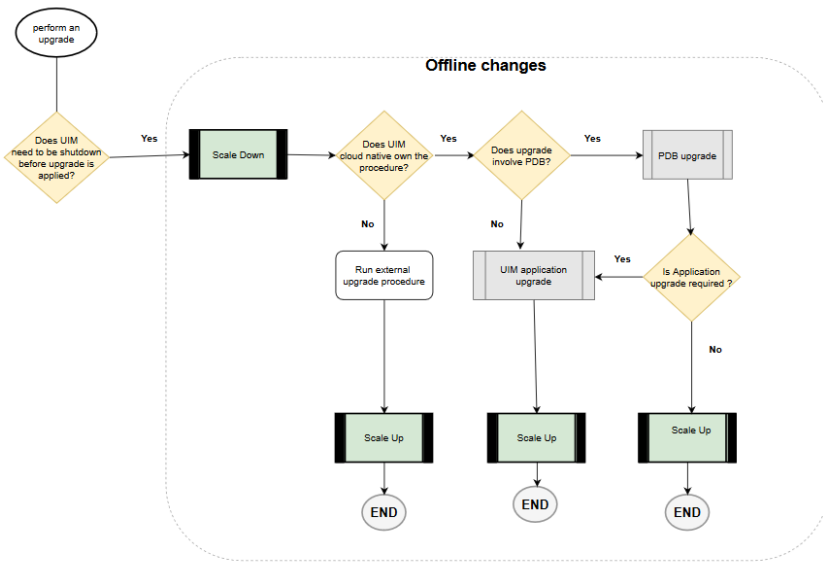 perform an
upgrade
Offline changes
Does UIM
need to be shutdown
before upgrade is
applied?
Yes
Scale Down
Does UIM
cloud native own the
procedure?
Yes
Does upgrade
involve PDB?
Yes
PDB upgrade
No
No
Run external
upgrade procedure
UIM application
upgrade
Yes
Is Application
upgrade required ?
No
Scale Up
Scale Up
Scale Up
END
END
END